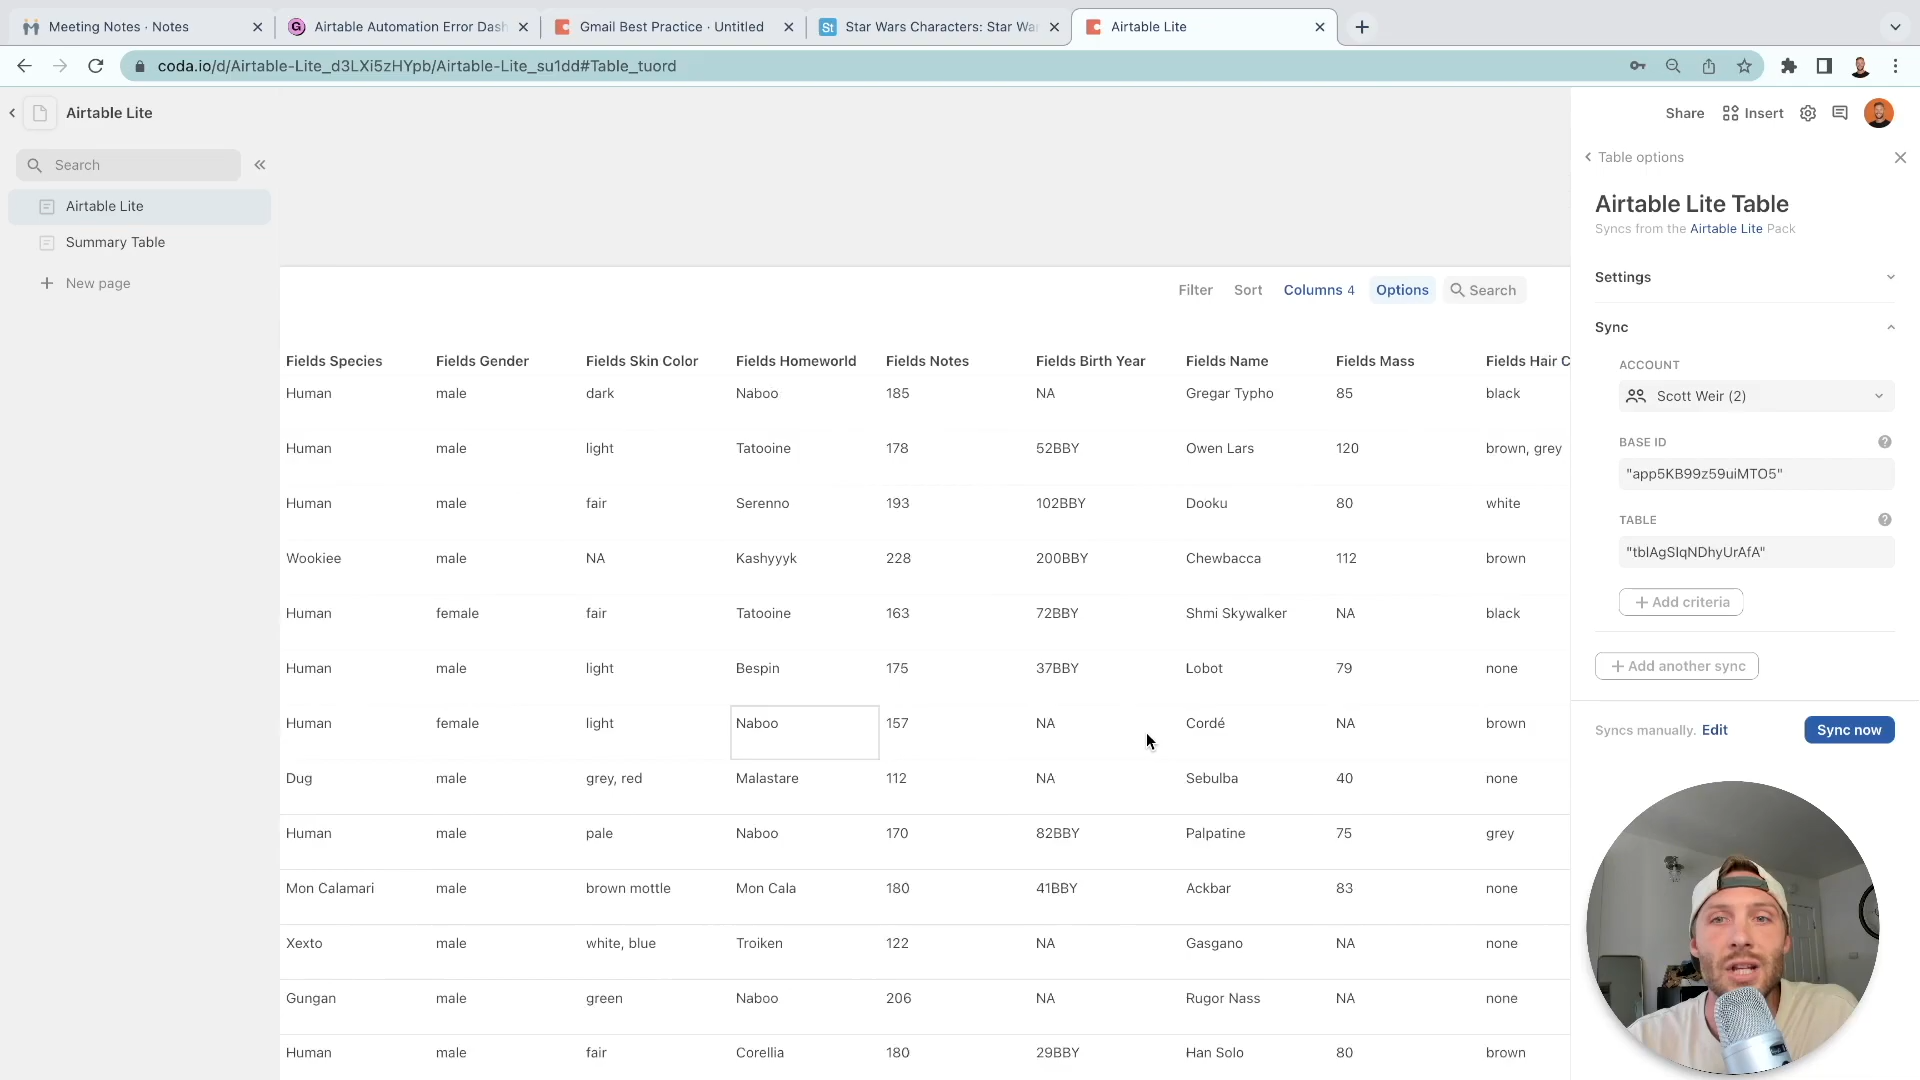 Meeting Notes · Notes
Airtable Automation Error Dash
Gmail Best Practice · Untitled
St
Star Wars Characters: Star Wa
Airtable Lite
coda.io/d/Airtable-Lite_d3LXi5zHYpb/Airtable-Lite_su1dd#Table_tuord
Airtable Lite
Share
Insert
Search
Table options
Airtable Lite
Summary Table
New page
Airtable Lite Table
Syncs from the Airtable Lite Pack
Filter Sort Columns 4 Options Search
Settings
Sync
ACCOUNT
Scott Weir (2)
BASE ID
"app5KB99z59uiMTO5"
TABLE
"tblAgSIqNDhyUrAfA"
+ Add criteria
+ Add another sync
Syncs manually. Edit
Sync now
Fields Species Fields Gender Fields Skin Color Fields Homeworld Fields Notes Fields Birth Year Fields Name Fields Mass Fields Hair C
Human male dark Naboo 185 NA Gregar Typho 85 black
Human male light Tatooine 178 52BBY Owen Lars 120 brown, grey
Human male fair Serenno 193 102BBY Dooku 80 white
Wookiee male NA Kashyyyk 228 200BBY Chewbacca 112 brown
Human female fair Tatooine 163 72BBY Shmi Skywalker NA black
Human male light Bespin 175 37BBY Lobot 79 none
Human female light Naboo 157 NA Cordé NA brown
Dug male grey, red Malastare 112 NA Sebulba 40 none
Human male pale Naboo 170 82BBY Palpatine 75 grey
Mon Calamari male brown mottle Mon Cala 180 41BBY Ackbar 83 none
Xexto male white, blue Troiken 122 NA Gasgano NA none
Gungan male green Naboo 206 NA Rugor Nass NA none
Human male fair Corellia 180 29BBY Han Solo 80 brown